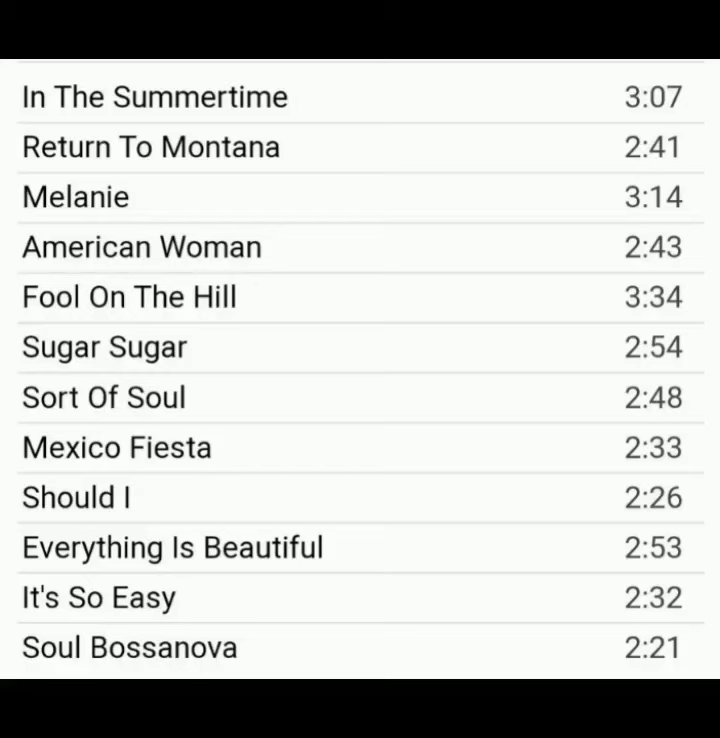 In The Summertime 3:07
Return To Montana 2:41
Melanie 3:14
American Woman 2:43
Fool On The Hill 3:34
Sugar Sugar 2:54
Sort Of Soul 2:48
Mexico Fiesta 2:33
Should I 2:26
Everything Is Beautiful 2:53
It's So Easy 2:32
Soul Bossanova 2:21